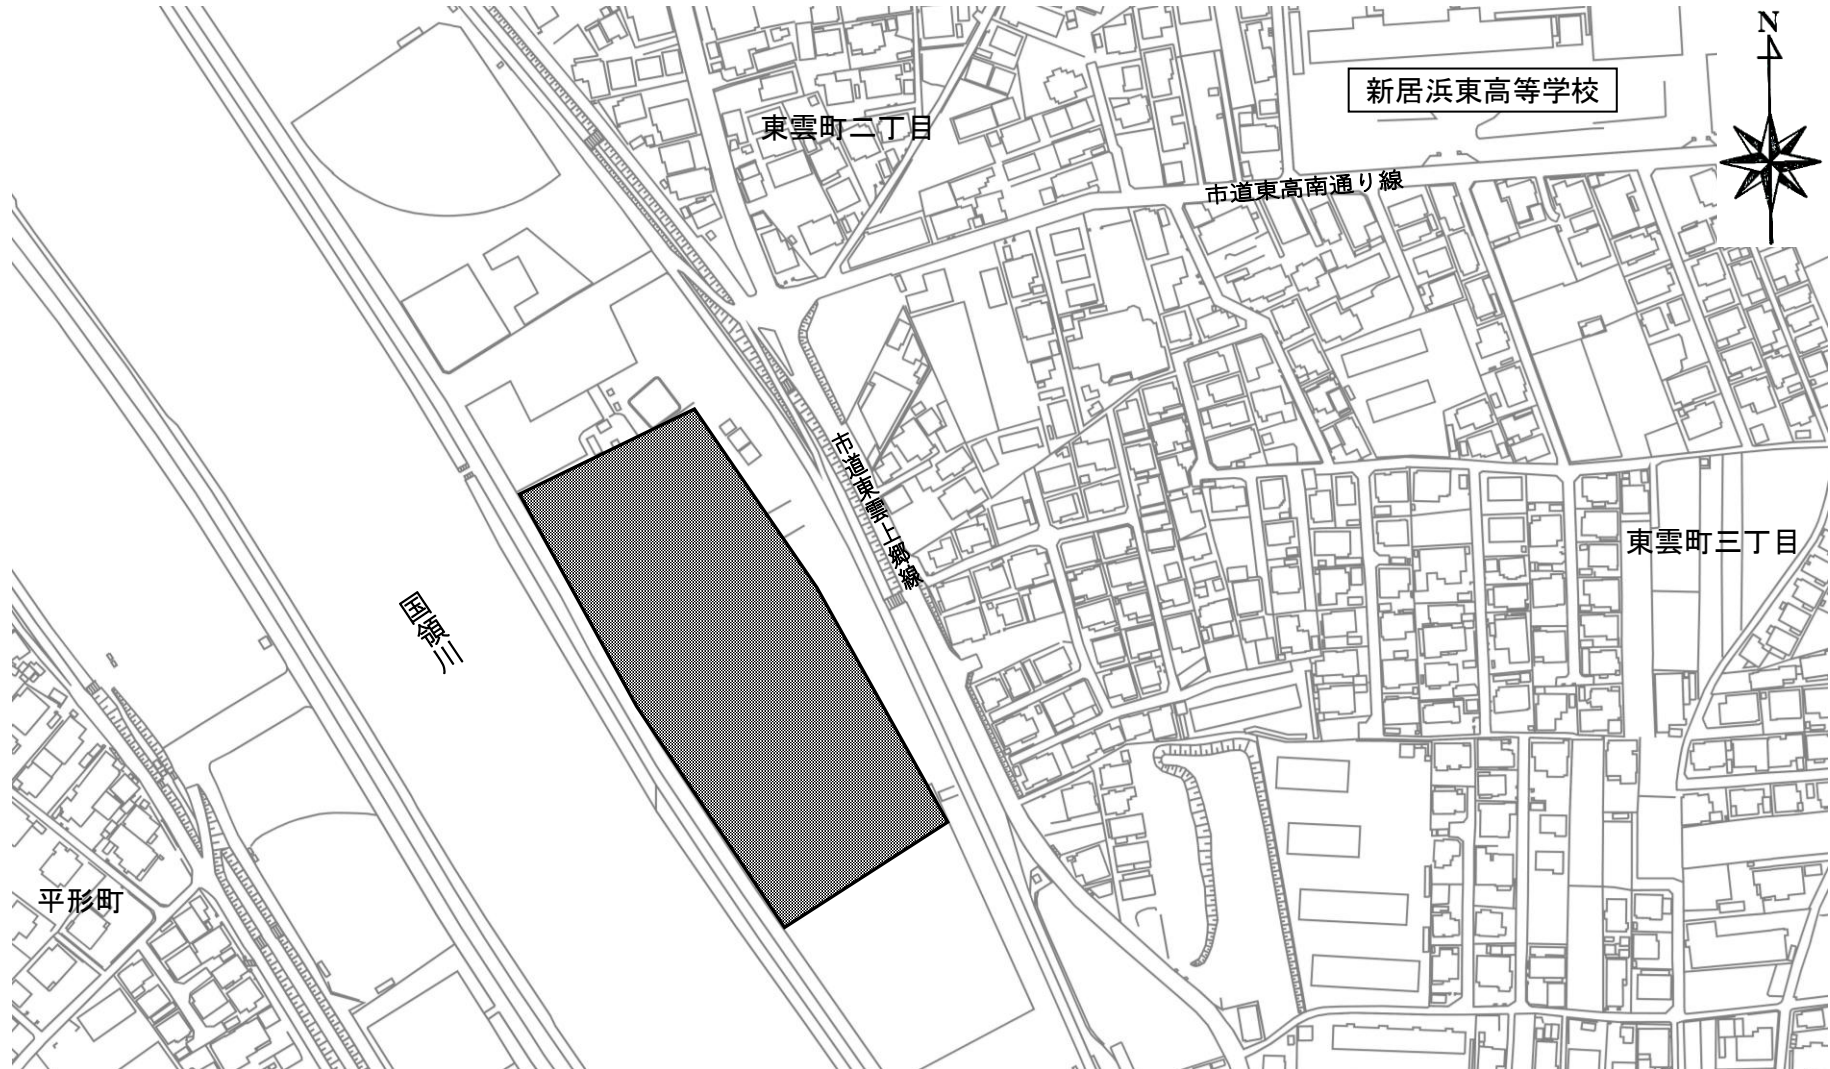 N
新居浜東高等学校
東雲町二丁目
市道東高南通り線
市道東雲上郷線
東雲町三丁目
国領川
平形町